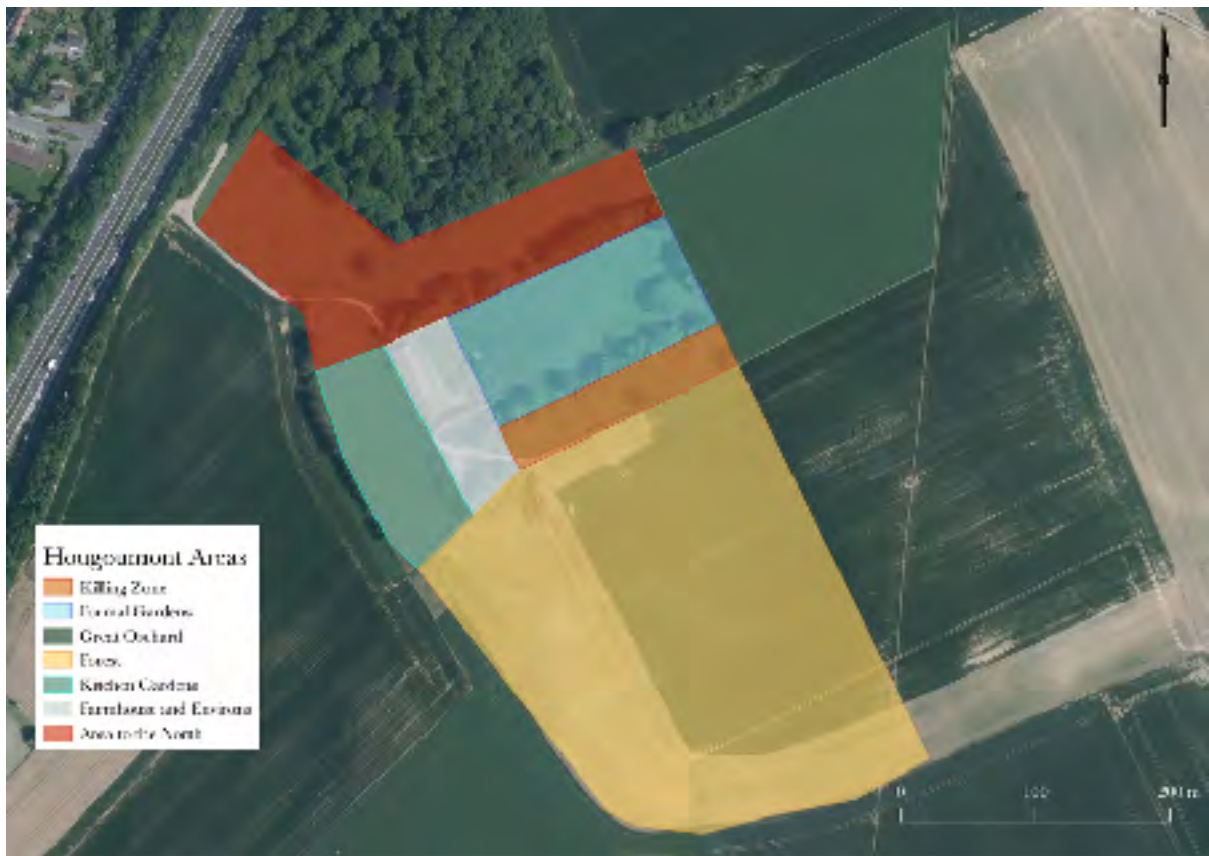 Hougoumont Areas
Killing Zone
Formal Gardens
Great Orchard
Forest
Kitchen Gardens
Farmhouse and Environs
Area to the North
0 100 200 m